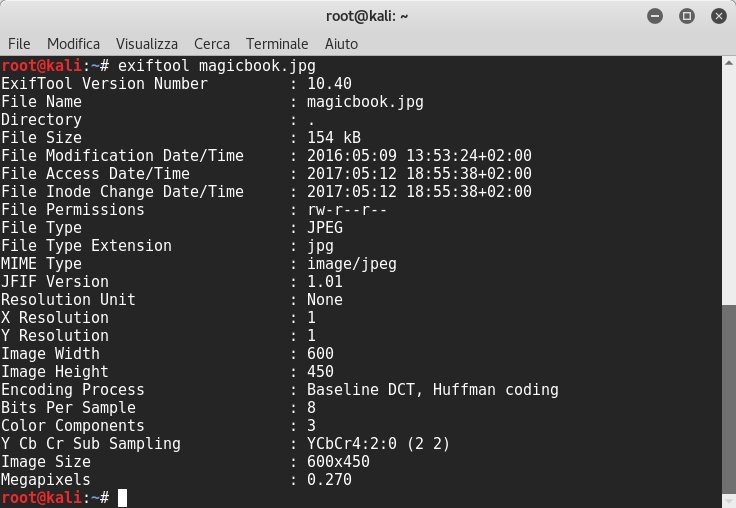 root@kali: ~
File Modifica Visualizza Cerca Terminale Aiuto
root@kali:~# exiftool magicbook.jpg
ExifTool Version Number : 10.40
File Name : magicbook.jpg
Directory : .
File Size : 154 kB
File Modification Date/Time : 2016:05:09 13:53:24+02:00
File Access Date/Time : 2017:05:12 18:55:38+02:00
File Inode Change Date/Time : 2017:05:12 18:55:38+02:00
File Permissions : rw-r--r--
File Type : JPEG
File Type Extension : jpg
MIME Type : image/jpeg
JFIF Version : 1.01
Resolution Unit : None
X Resolution : 1
Y Resolution : 1
Image Width : 600
Image Height : 450
Encoding Process : Baseline DCT, Huffman coding
Bits Per Sample : 8
Color Components : 3
Y Cb Cr Sub Sampling : YCbCr4:2:0 (2 2)
Image Size : 600x450
Megapixels : 0.270
root@kali:~#